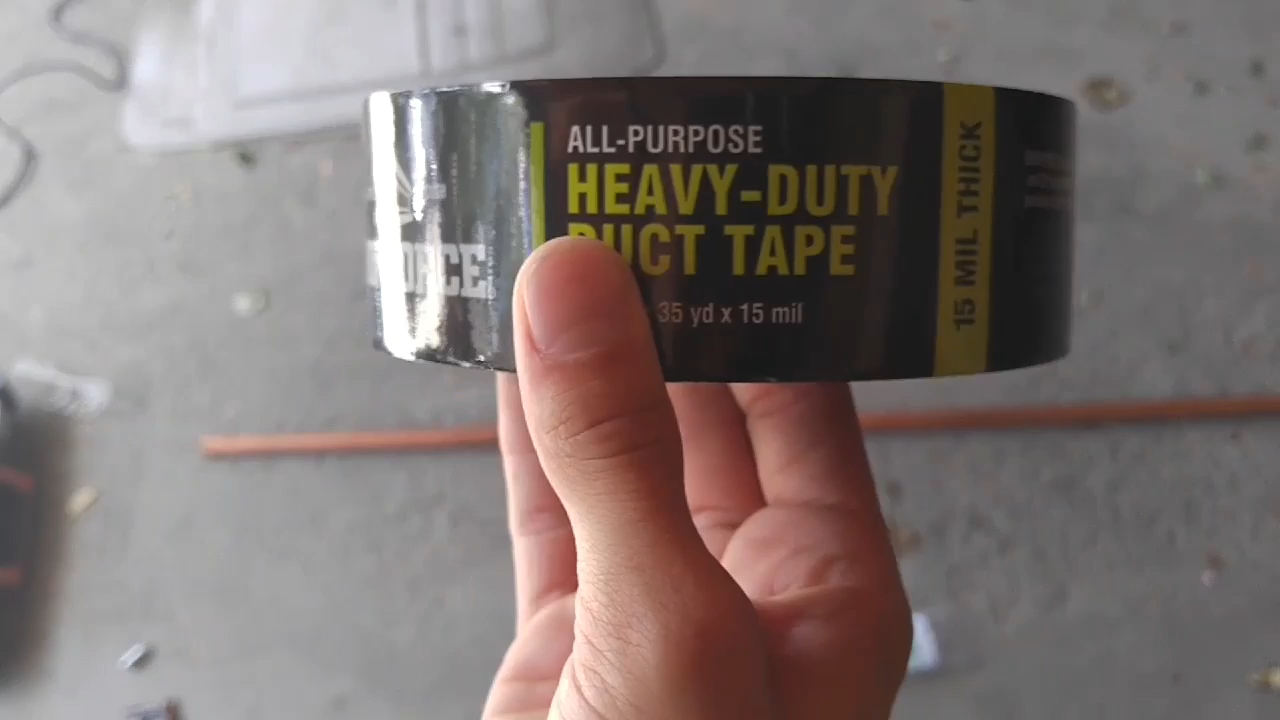 ALL-PURPOSE
HEAVY-DUTY
DUCT TAPE
35 yd x 15 mil
15 MIL THICK